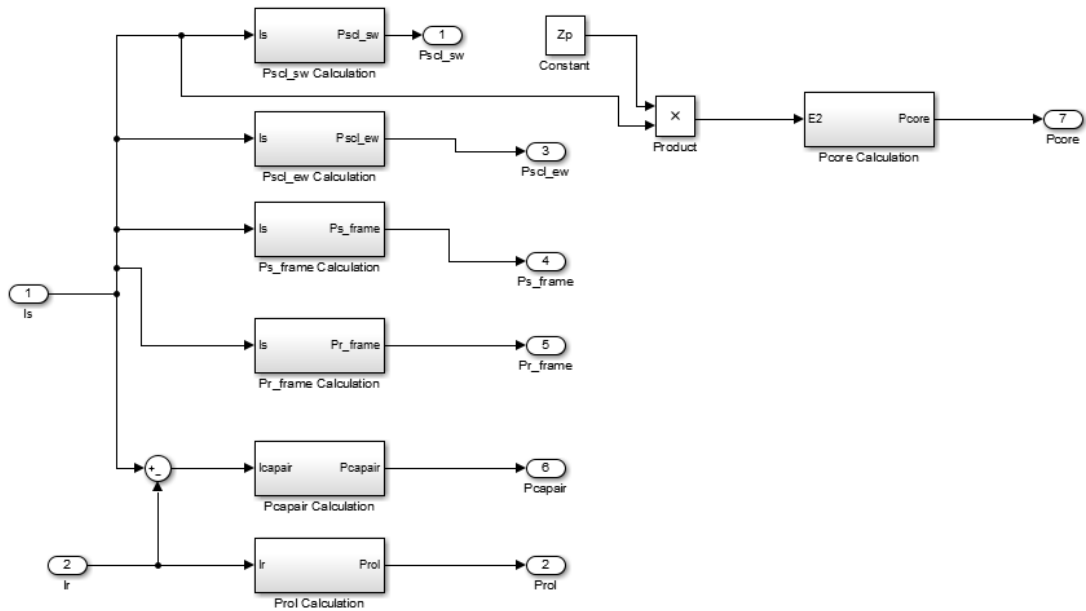 Is Pscl_sw
Pscl_sw Calculation
1
Pscl_sw
Zp
Constant
×
Product
E2 Pcore
Pcore Calculation
7
Pcore
Is Pscl_ew
Pscl_ew Calculation
3
Pscl_ew
Is Ps_frame
Ps_frame Calculation
4
Ps_frame
1
Is
Is Pr_frame
Pr_frame Calculation
5
Pr_frame
+
−
Icapair Pcapair
Pcapair Calculation
6
Pcapair
2
Ir
Ir Prol
Prol Calculation
2
Prol